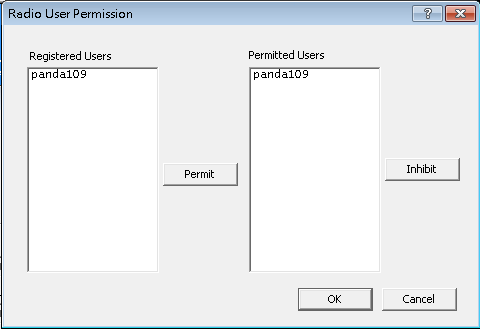 Radio User Permission
Registered Users
panda109
Permit
Permitted Users
panda109
Inhibit
OK
Cancel